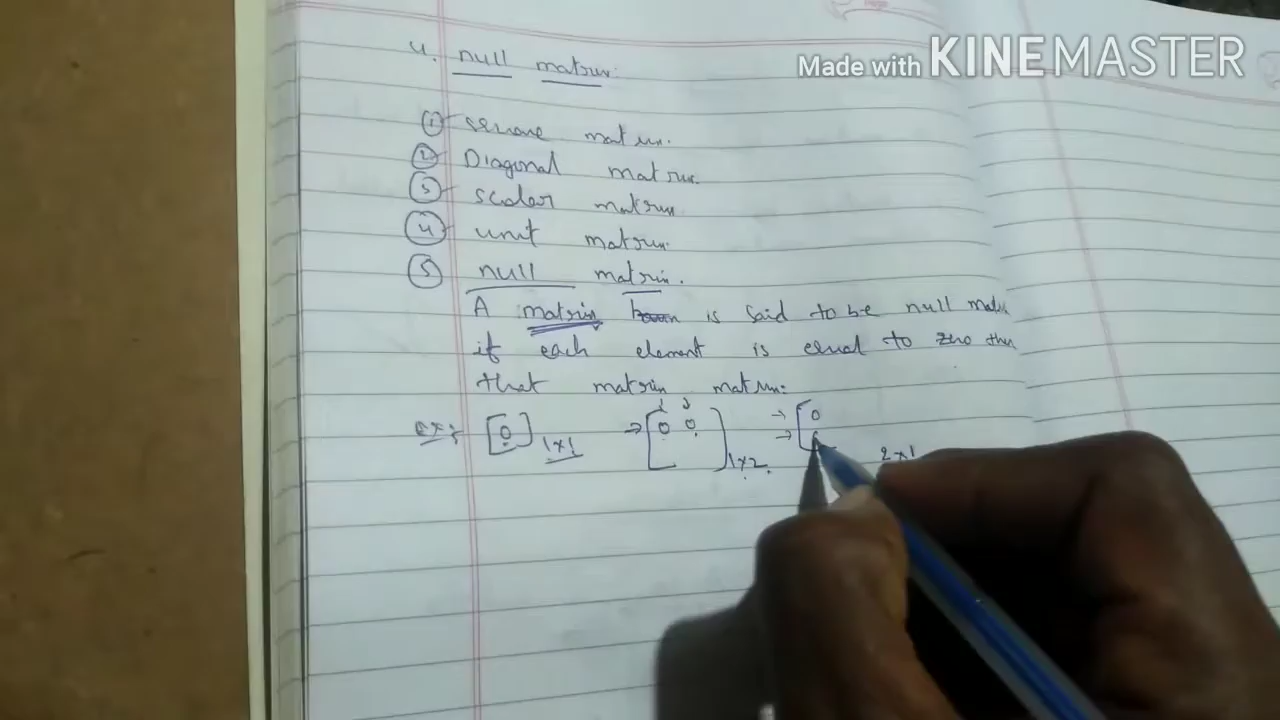 Made with KINEMASTER
4. null matrix:
① square matrix.
② Diagonal matrix.
③ scalar matrix.
④ unit matrix.
⑤ null matrix.
A matrix is said to be null matrix
if each element is equal to zero then
that matrix matrix:
ex: [0] 1×1 → [0 0] 1×2 → → [0 2×1